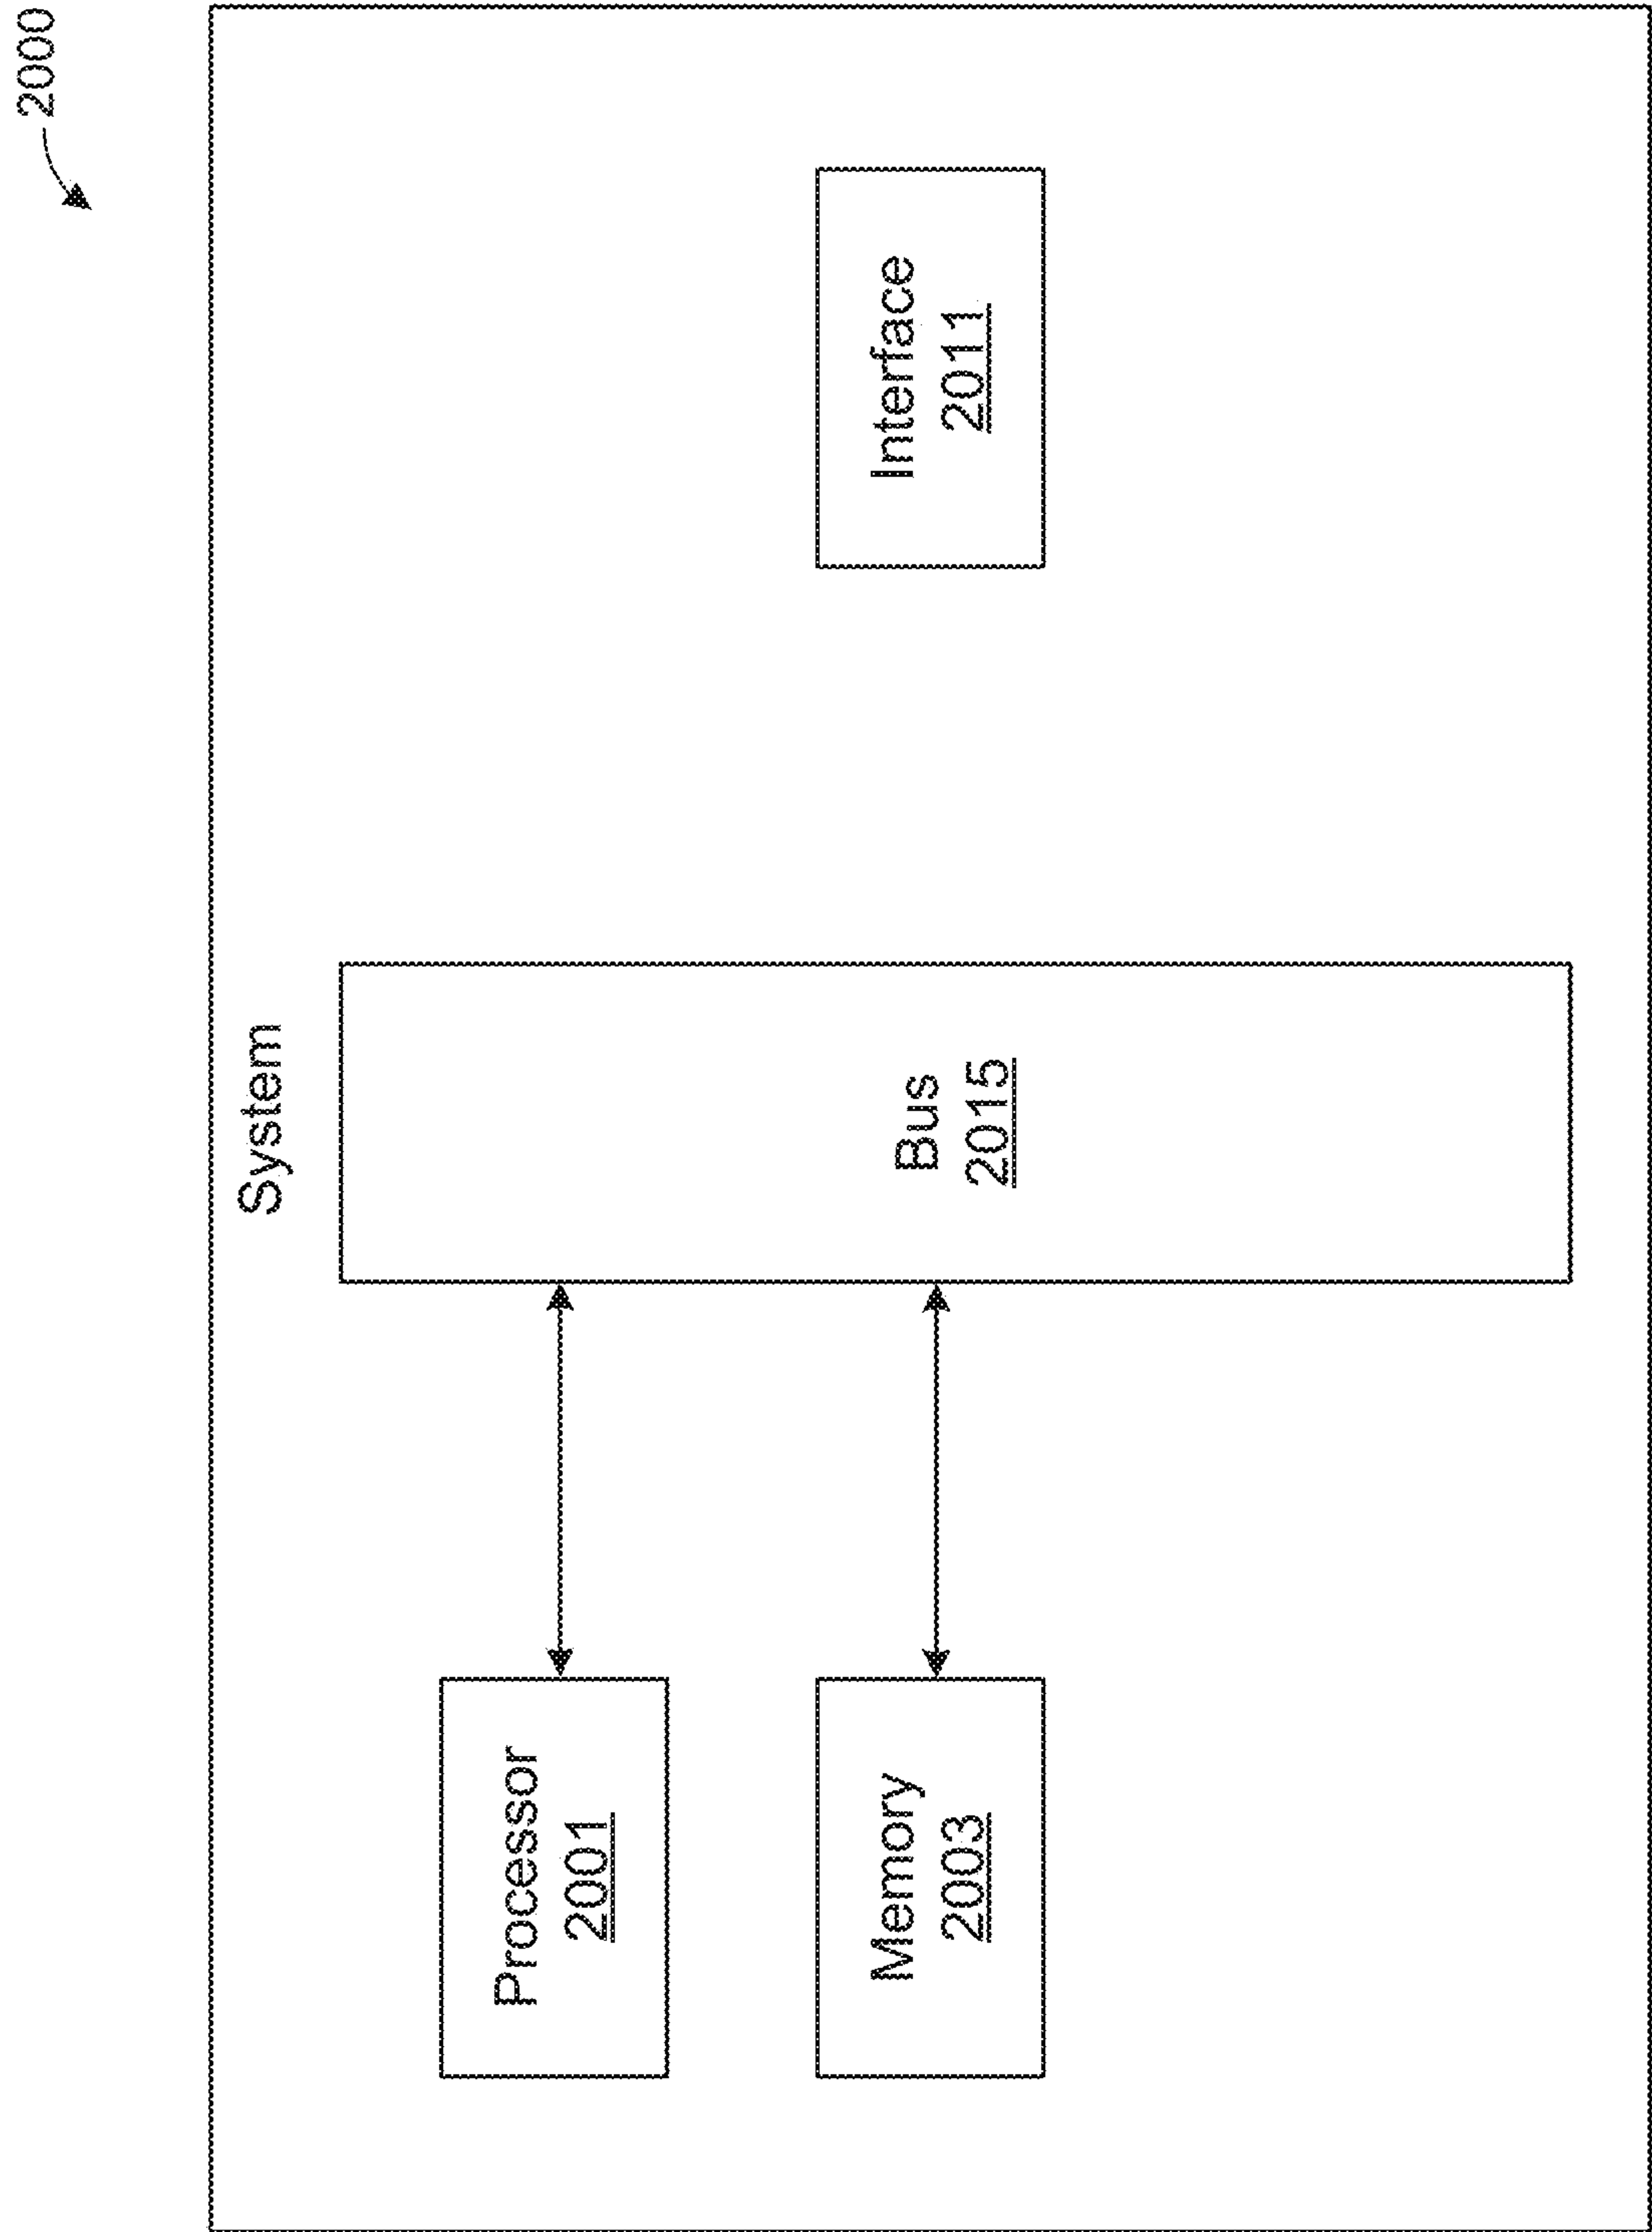 2000
System
Processor
2001
Memory
2003
Bus
2015
Interface
2011